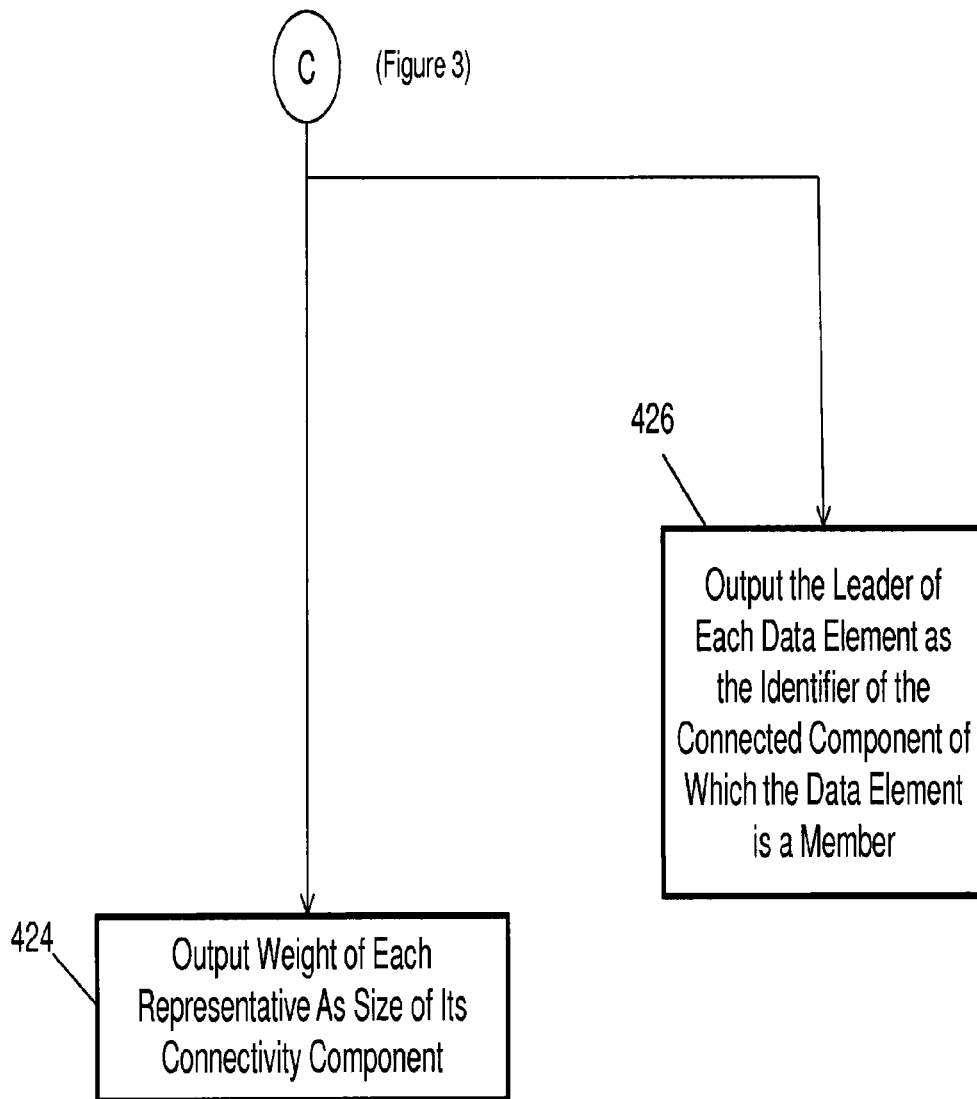 C (Figure 3)
426
Output the Leader of
Each Data Element as
the Identifier of the
Connected Component of
Which the Data Element
is a Member
424
Output Weight of Each
Representative As Size of Its
Connectivity Component